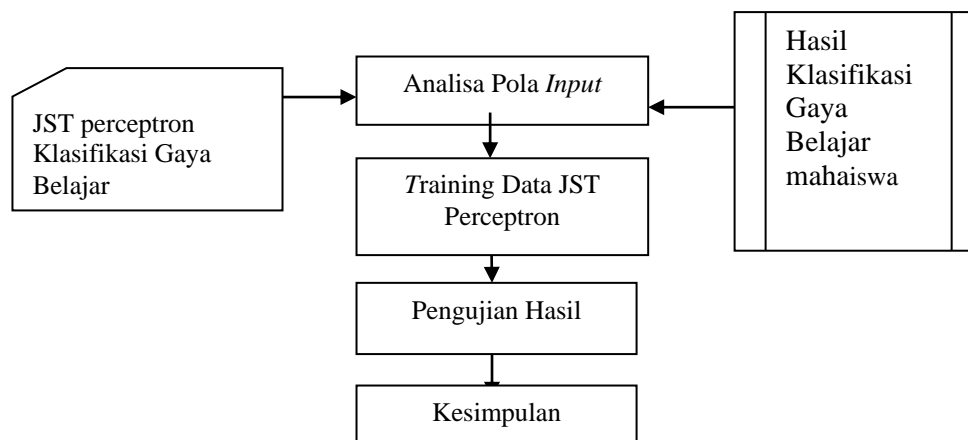 JST perceptron
Klasifikasi Gaya
Belajar
Analisa Pola Input
Training Data JST
Perceptron
Pengujian Hasil
Kesimpulan
Hasil
Klasifikasi
Gaya
Belajar
mahaiswa